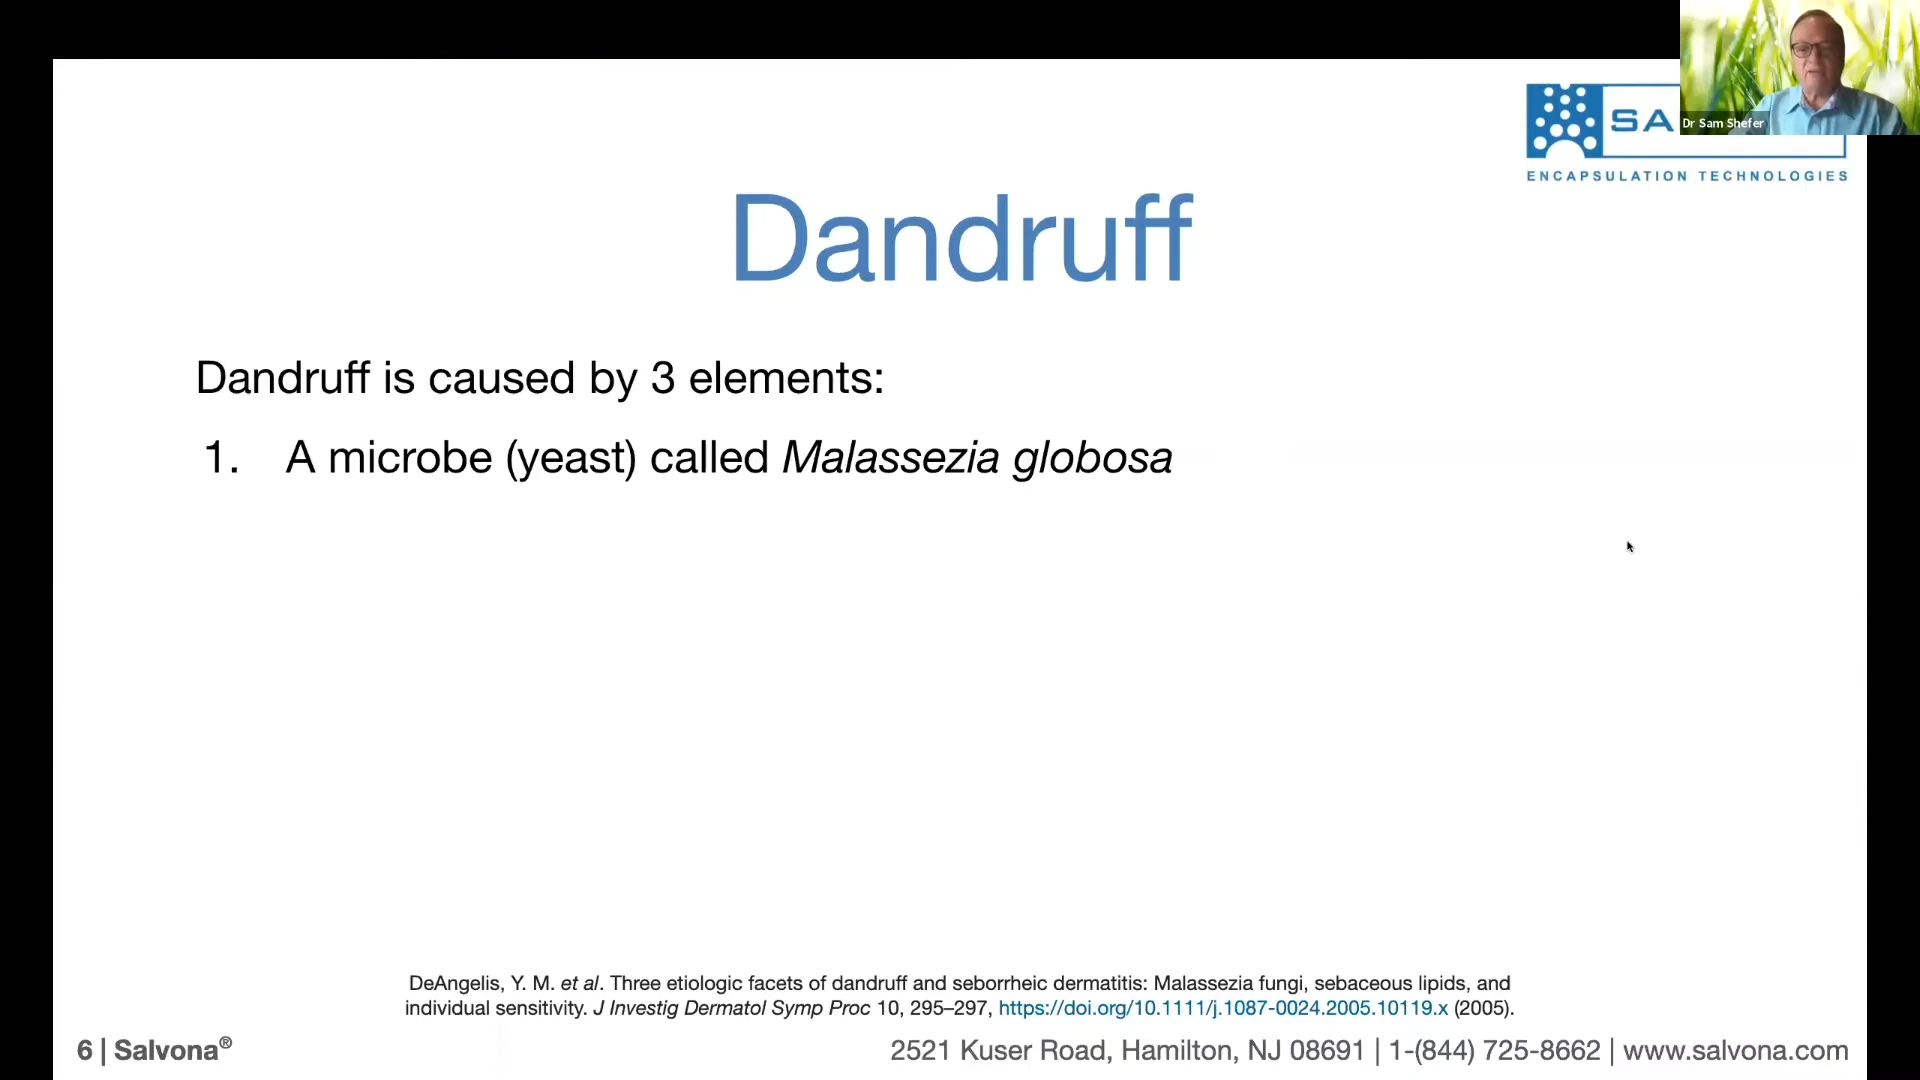 SA
Dr Sam Shefer
ENCAPSULATION TECHNOLOGIES
Dandruff
Dandruff is caused by 3 elements:
1. A microbe (yeast) called Malassezia globosa
DeAngelis, Y. M. et al. Three etiologic facets of dandruff and seborrheic dermatitis: Malassezia fungi, sebaceous lipids, and
individual sensitivity. J Investig Dermatol Symp Proc 10, 295–297, https://doi.org/10.1111/j.1087-0024.2005.10119.x (2005).
6 | Salvona®
2521 Kuser Road, Hamilton, NJ 08691 | 1-(844) 725-8662 | www.salvona.com